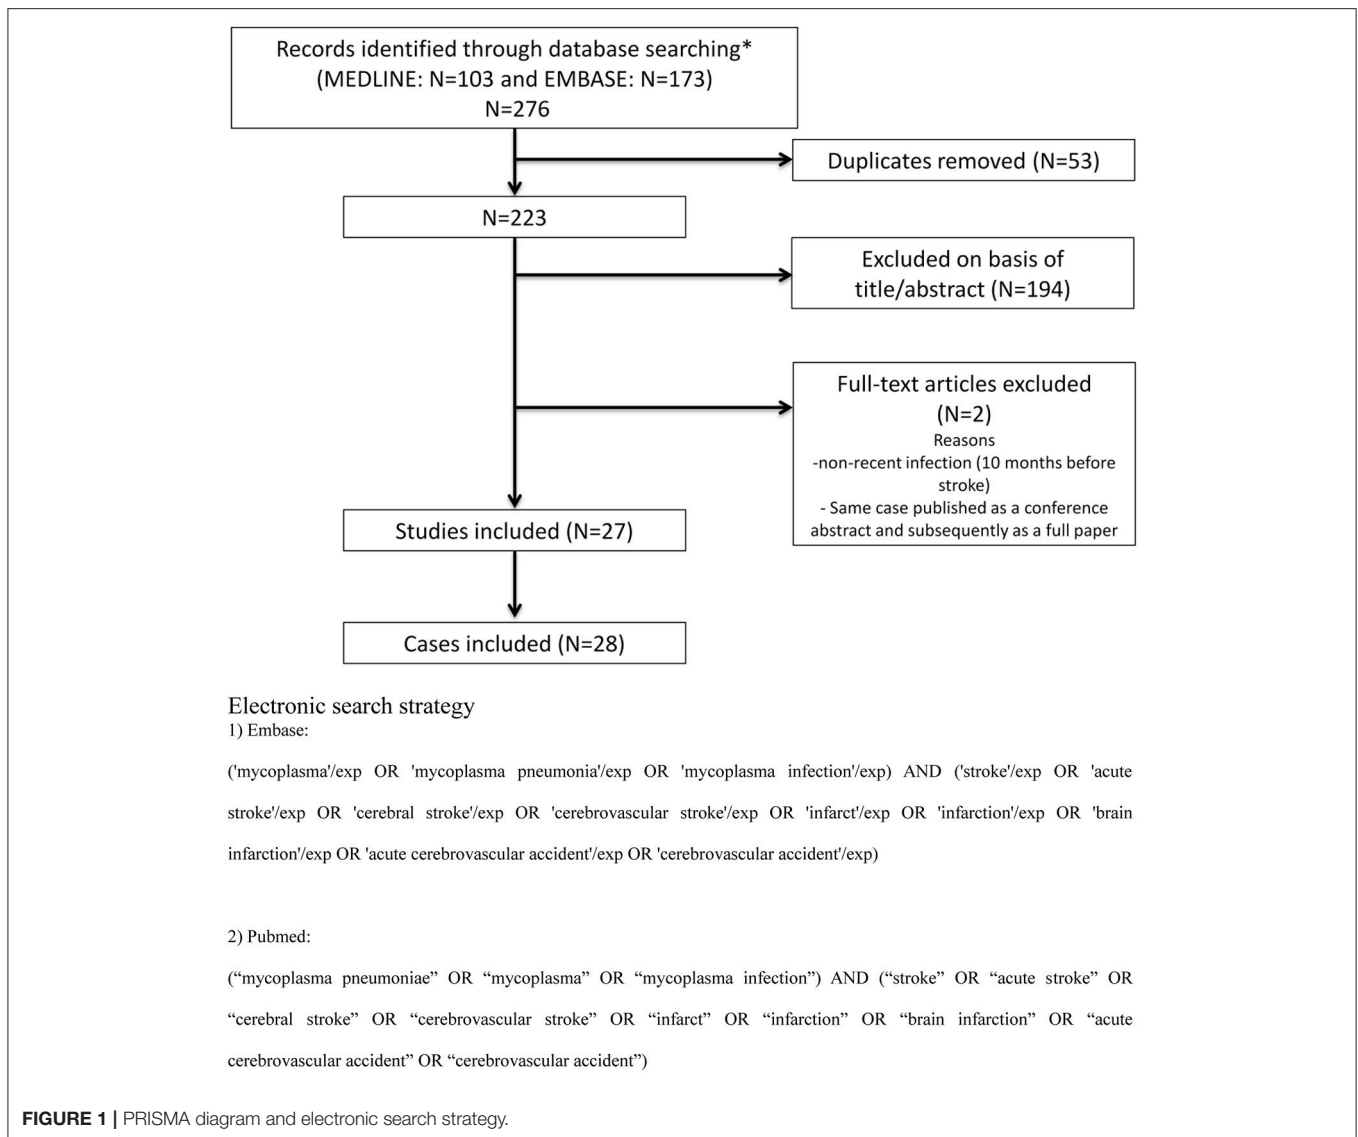 Records identified through database searching*
(MEDLINE: N=103 and EMBASE: N=173)
N=276
Duplicates removed (N=53)
N=223
Excluded on basis of
title/abstract (N=194)
Full-text articles excluded
(N=2)
Reasons
-non-recent infection (10 months before
stroke)
- Same case published as a conference
abstract and subsequently as a full paper
Studies included (N=27)
Cases included (N=28)
Electronic search strategy
1) Embase:
('mycoplasma'/exp OR 'mycoplasma pneumonia'/exp OR 'mycoplasma infection'/exp) AND ('stroke'/exp OR 'acute
stroke'/exp OR 'cerebral stroke'/exp OR 'cerebrovascular stroke'/exp OR 'infarct'/exp OR 'infarction'/exp OR 'brain
infarction'/exp OR 'acute cerebrovascular accident'/exp OR 'cerebrovascular accident'/exp)
2) Pubmed:
(“mycoplasma pneumoniae” OR “mycoplasma” OR “mycoplasma infection”) AND (“stroke” OR “acute stroke” OR
“cerebral stroke” OR “cerebrovascular stroke” OR “infarct” OR “infarction” OR “brain infarction” OR “acute
cerebrovascular accident” OR “cerebrovascular accident”)
FIGURE 1 | PRISMA diagram and electronic search strategy.